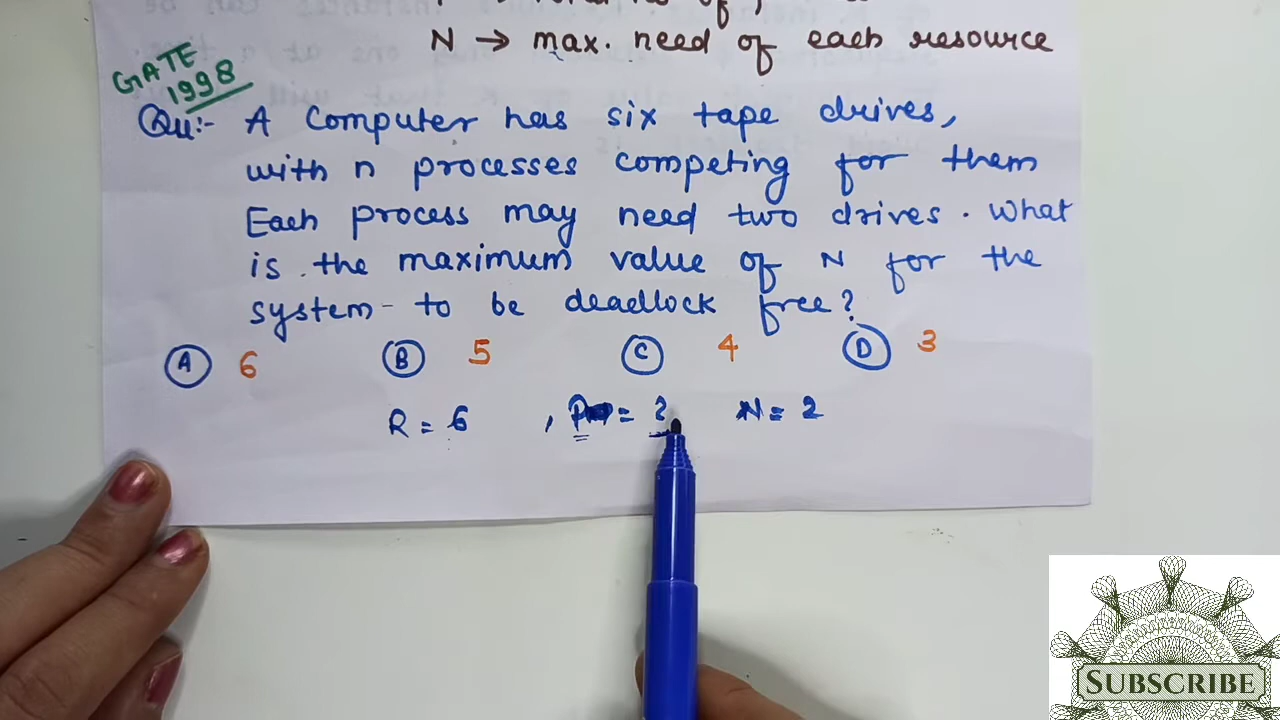 N → max. need of each resource
GATE
1998
Qu:- A Computer has six tape drives,
with n processes competing for them
Each process may need two drives. What
is the maximum value of N for the
system to be deadlock free?
A 6 B 5 C 4 D 3
R = 6 , P = ? N = 2
SUBSCRIBE